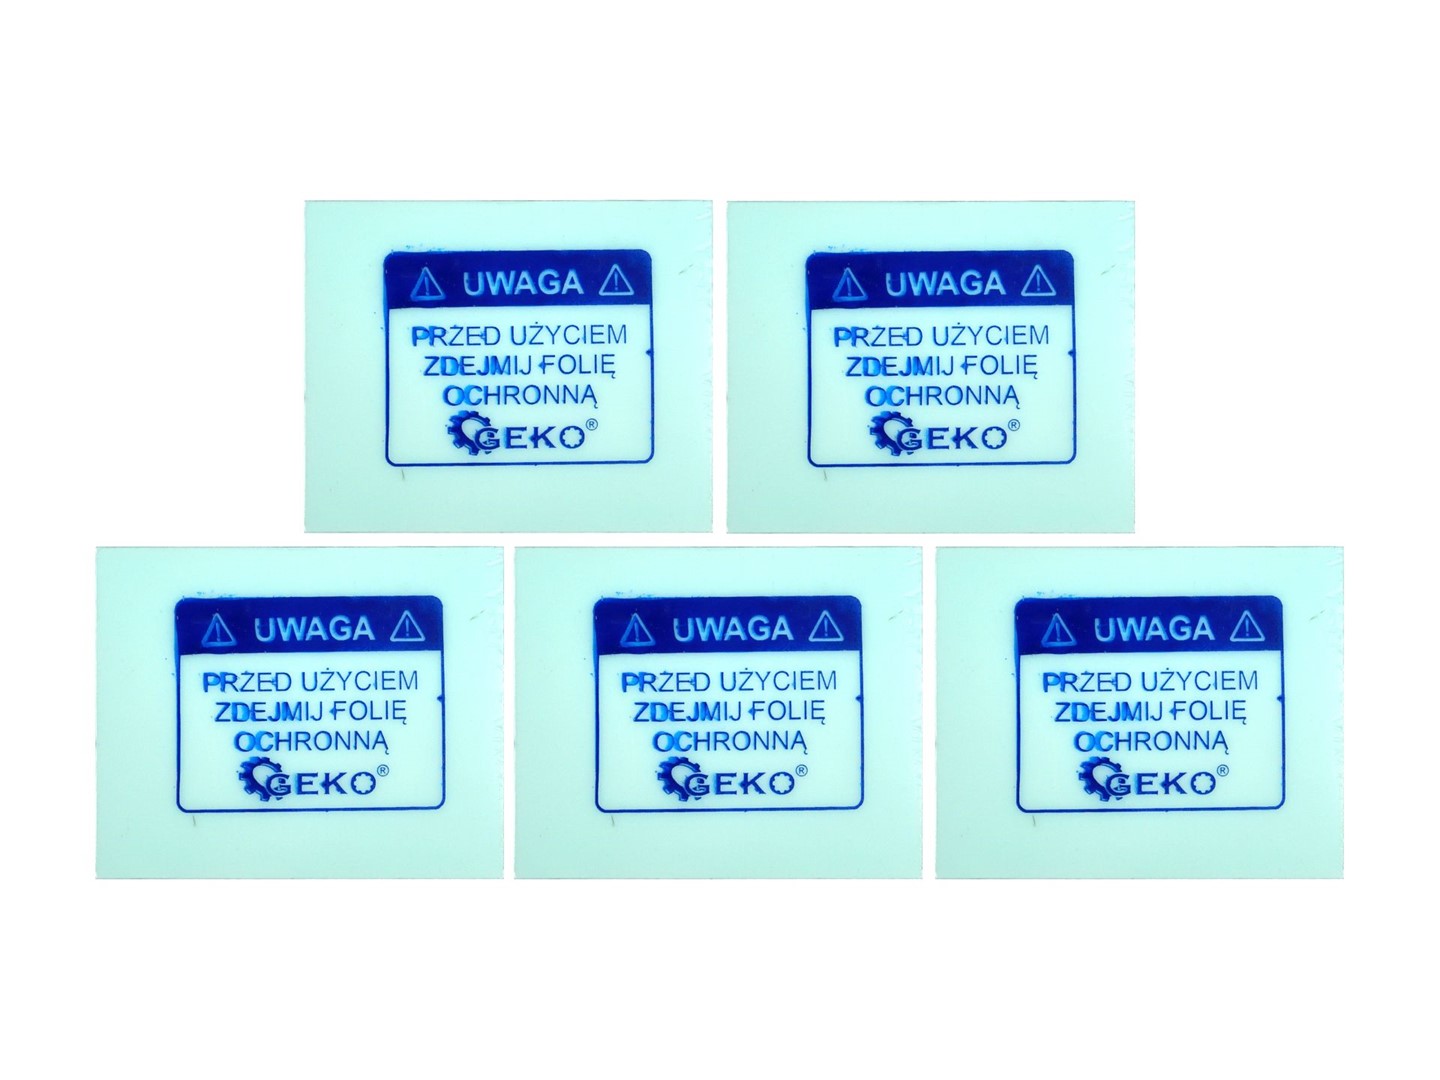 UWAGA
PRZED UŻYCIEM
ZDEJMIJ FOLIĘ
OCHRONNĄ
GEKO®
UWAGA
PRZED UŻYCIEM
ZDEJMIJ FOLIĘ
OCHRONNĄ
GEKO®
UWAGA
PRZED UŻYCIEM
ZDEJMIJ FOLIĘ
OCHRONNĄ
GEKO®
UWAGA
PRZED UŻYCIEM
ZDEJMIJ FOLIĘ
OCHRONNĄ
GEKO®
UWAGA
PRZED UŻYCIEM
ZDEJMIJ FOLIĘ
OCHRONNĄ
GEKO®